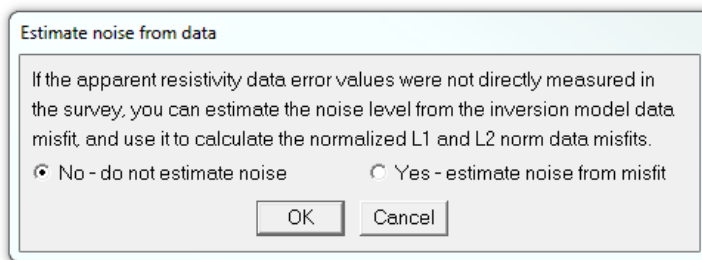 Estimate noise from data
If the apparent resistivity data error values were not directly measured in
the survey, you can estimate the noise level from the inversion model data
misfit, and use it to calculate the normalized L1 and L2 norm data misfits.
No - do not estimate noise Yes - estimate noise from misfit
OK Cancel